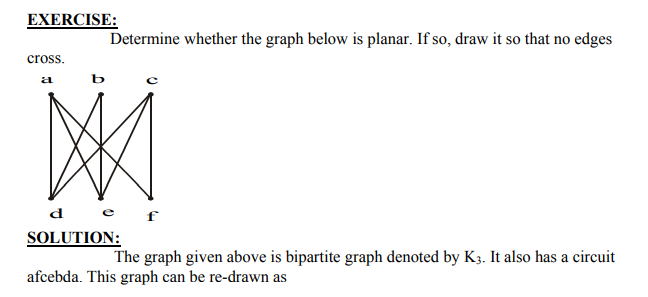 EXERCISE:
Determine whether the graph below is planar. If so, draw it so that no edges
cross.
a b c
d e f
SOLUTION:
The graph given above is bipartite graph denoted by K₃. It also has a circuit
afcebda. This graph can be re-drawn as